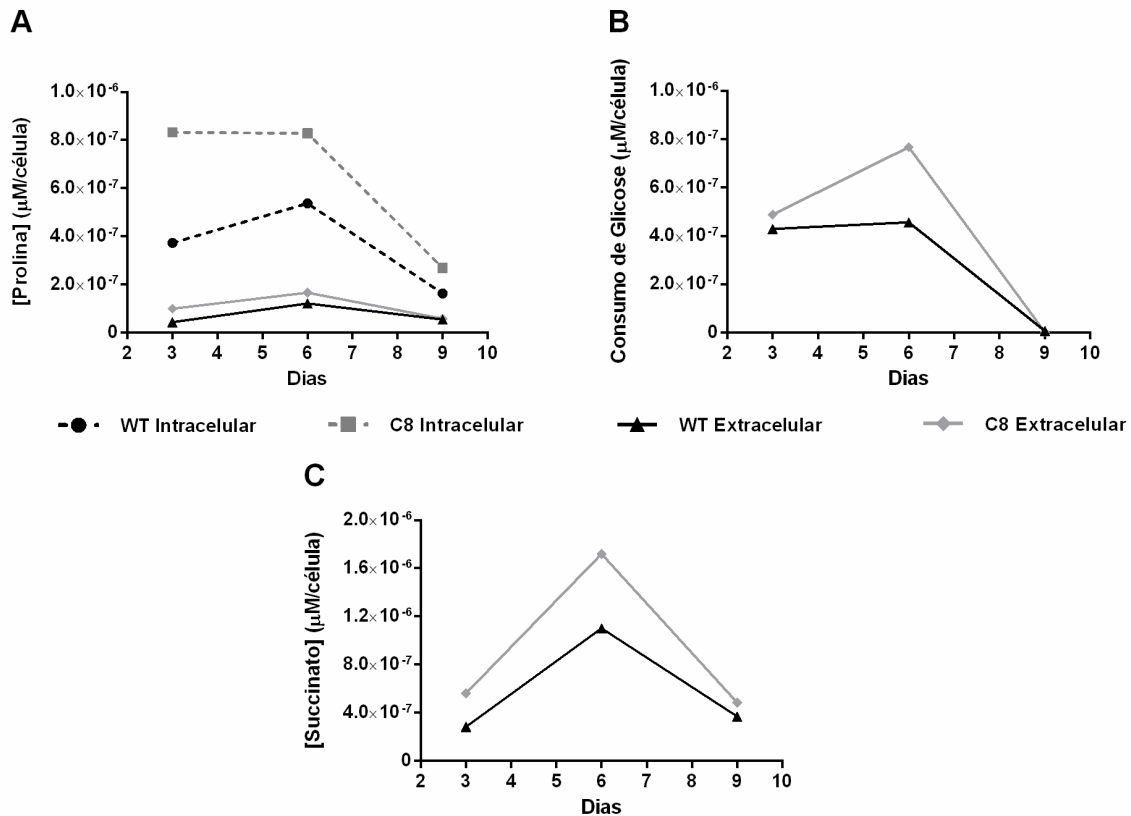 A
[Prolina] (μM/célula)
1.0×10⁻⁶
8.0×10⁻⁷
6.0×10⁻⁷
4.0×10⁻⁷
2.0×10⁻⁷
0
2 3 4 5 6 7 8 9 10
Dias
B
Consumo de Glicose (μM/célula)
1.0×10⁻⁶
8.0×10⁻⁷
6.0×10⁻⁷
4.0×10⁻⁷
2.0×10⁻⁷
0
2 3 4 5 6 7 8 9 10
Dias
WT Intracelular C8 Intracelular WT Extracelular C8 Extracelular
C
[Succinato] (μM/célula)
2.0×10⁻⁶
1.6×10⁻⁶
1.2×10⁻⁶
8.0×10⁻⁷
4.0×10⁻⁷
0
2 3 4 5 6 7 8 9 10
Dias